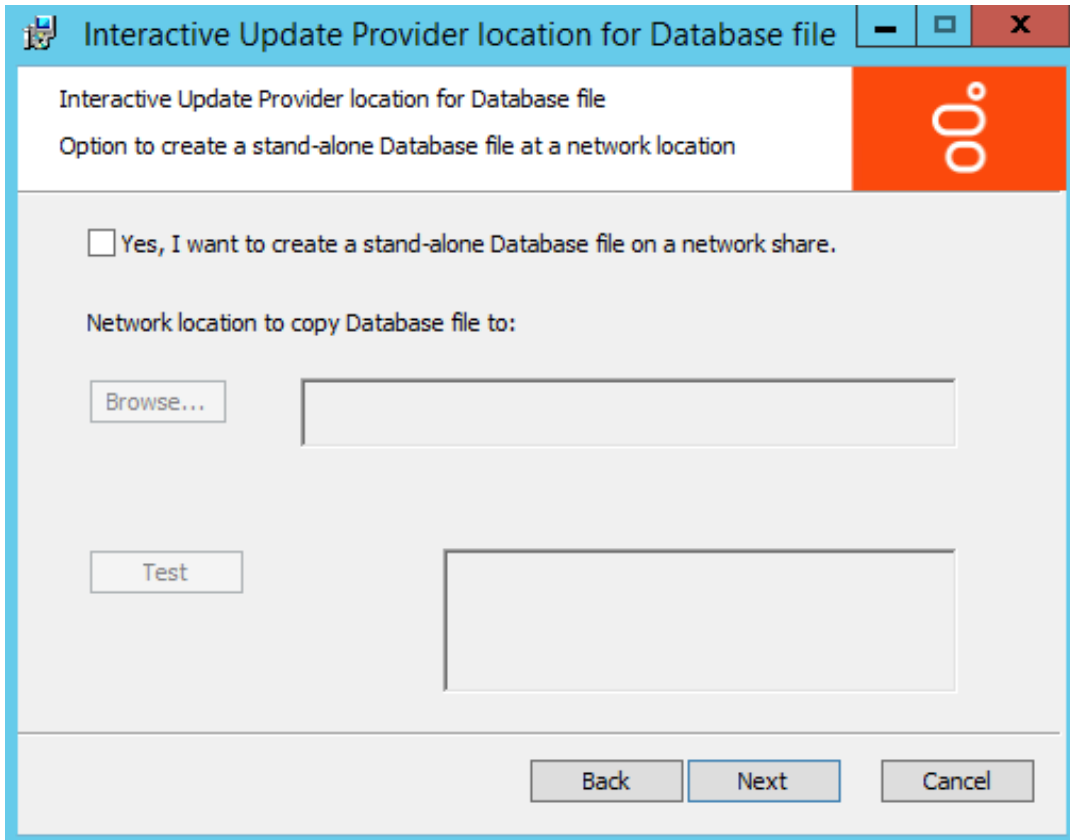 Interactive Update Provider location for Database file
Interactive Update Provider location for Database file
Option to create a stand-alone Database file at a network location
Yes, I want to create a stand-alone Database file on a network share.
Network location to copy Database file to:
Browse...
Test
Back
Next
Cancel